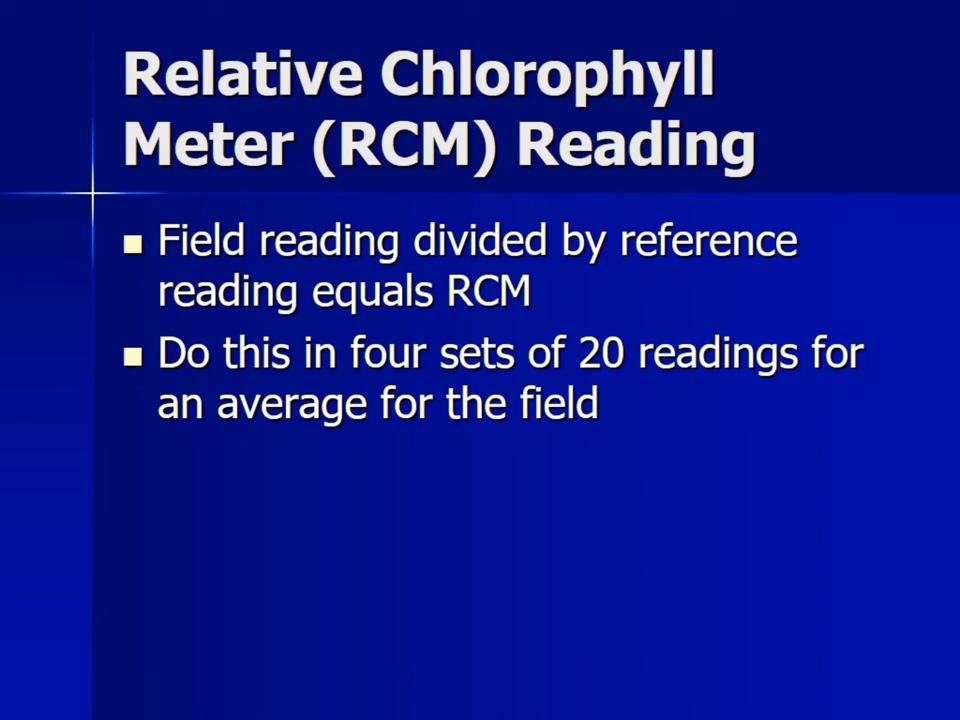 Relative Chlorophyll
Meter (RCM) Reading
Field reading divided by reference
reading equals RCM
Do this in four sets of 20 readings for
an average for the field